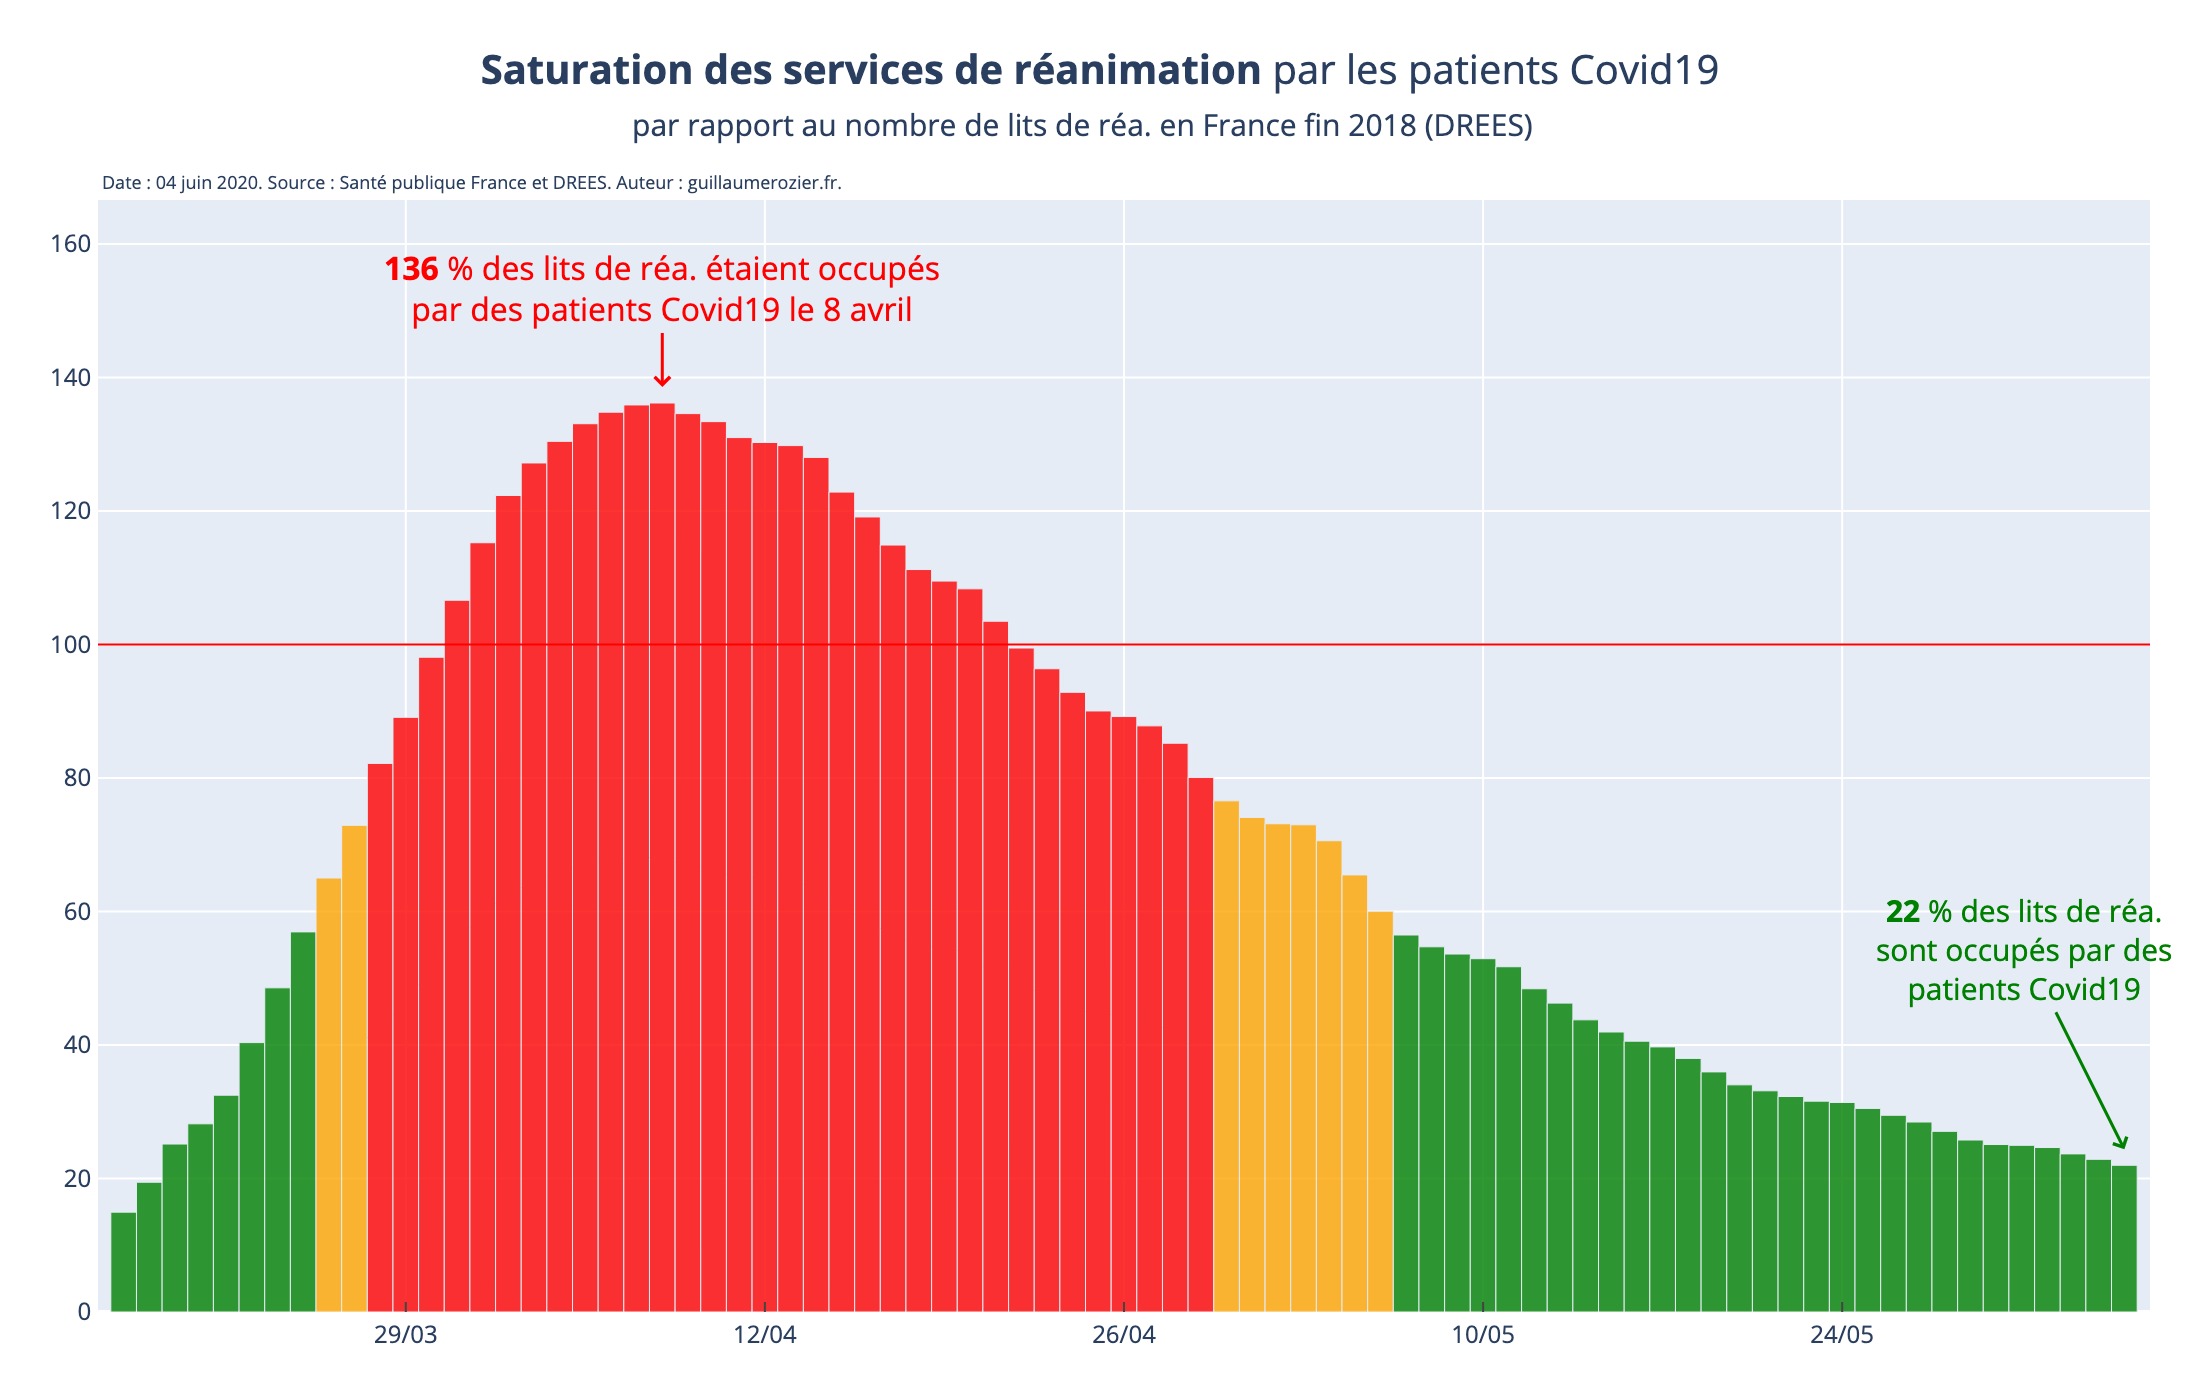 Saturation des services de réanimation par les patients Covid19
par rapport au nombre de lits de réa. en France fin 2018 (DREES)
Date : 04 juin 2020. Source : Santé publique France et DREES. Auteur : guillaumerozier.fr.
160
136 % des lits de réa. étaient occupés
par des patients Covid19 le 8 avril
140
120
100
80
60
22 % des lits de réa.
sont occupés par des
patients Covid19
40
20
0
29/03
12/04
26/04
10/05
24/05